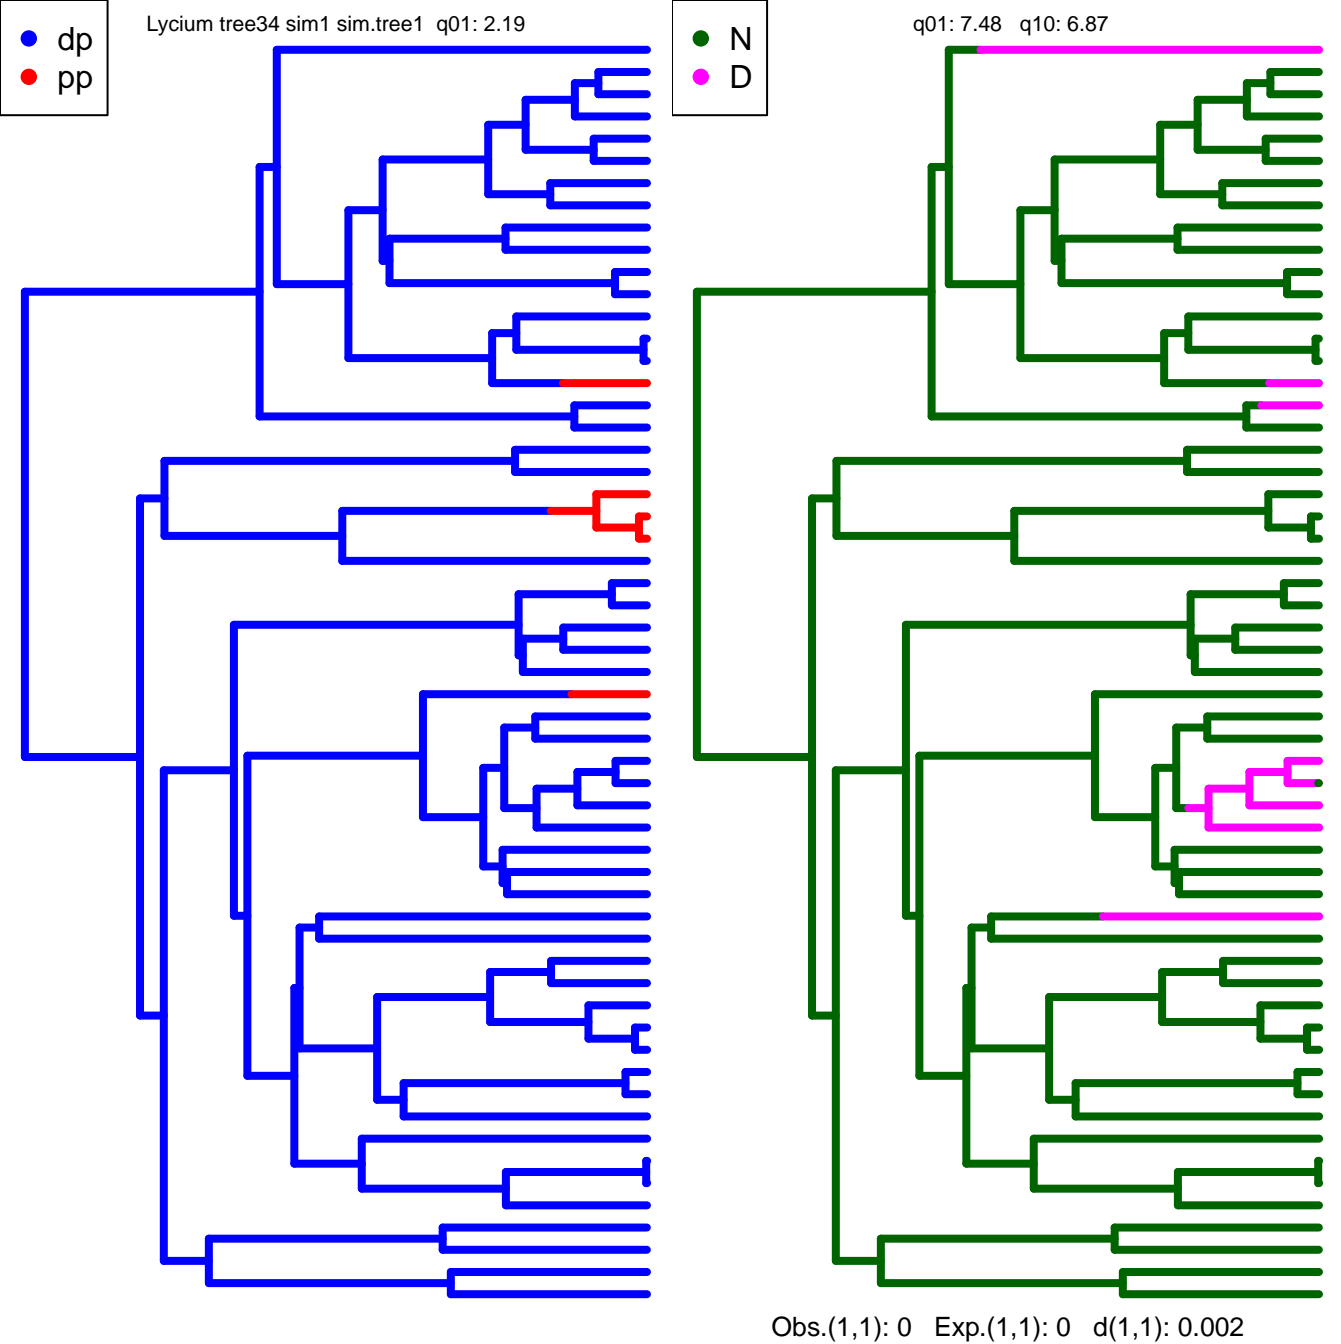 Lycium tree34 sim1 sim.tree1  q01: 2.19
dp
pp
q01: 7.48   q10: 6.87
N
D
Obs.(1,1): 0   Exp.(1,1): 0   d(1,1): 0.002